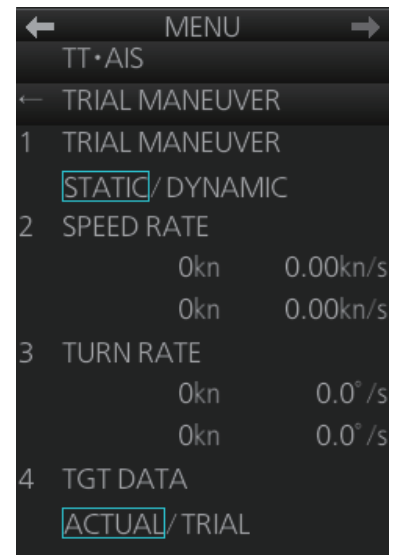 ← MENU →
TT•AIS
← TRIAL MANEUVER
1 TRIAL MANEUVER
STATIC/DYNAMIC
2 SPEED RATE
0kn 0.00kn/s
0kn 0.00kn/s
3 TURN RATE
0kn 0.0°/s
0kn 0.0°/s
4 TGT DATA
ACTUAL/TRIAL